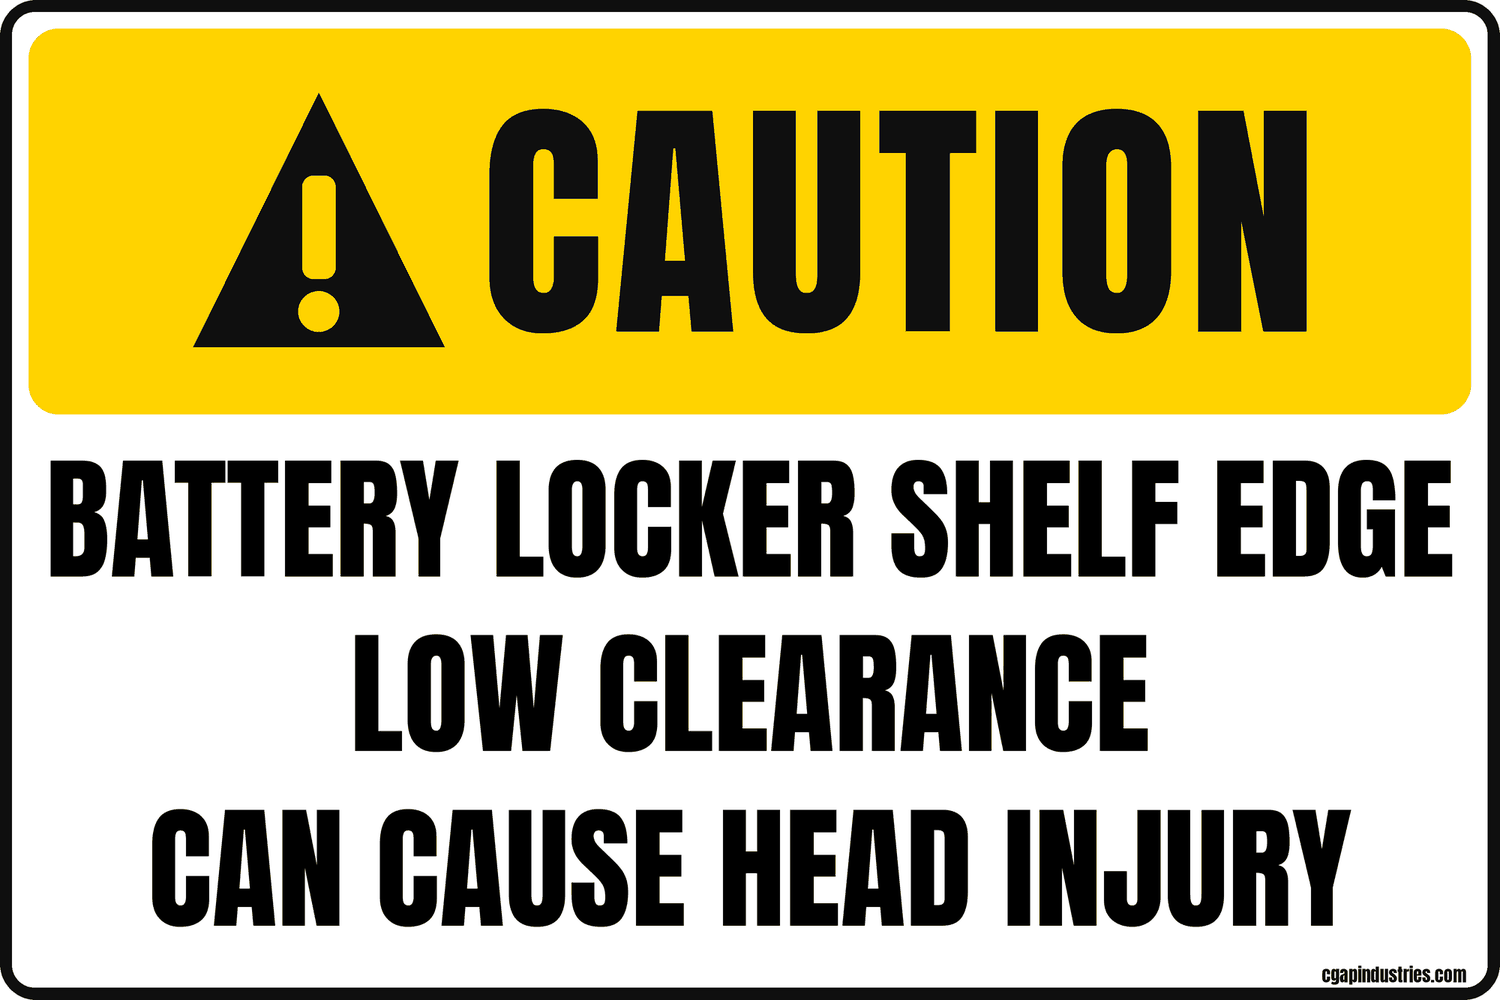 CAUTION
BATTERY LOCKER SHELF EDGE
LOW CLEARANCE
CAN CAUSE HEAD INJURY
cgapindustries.com